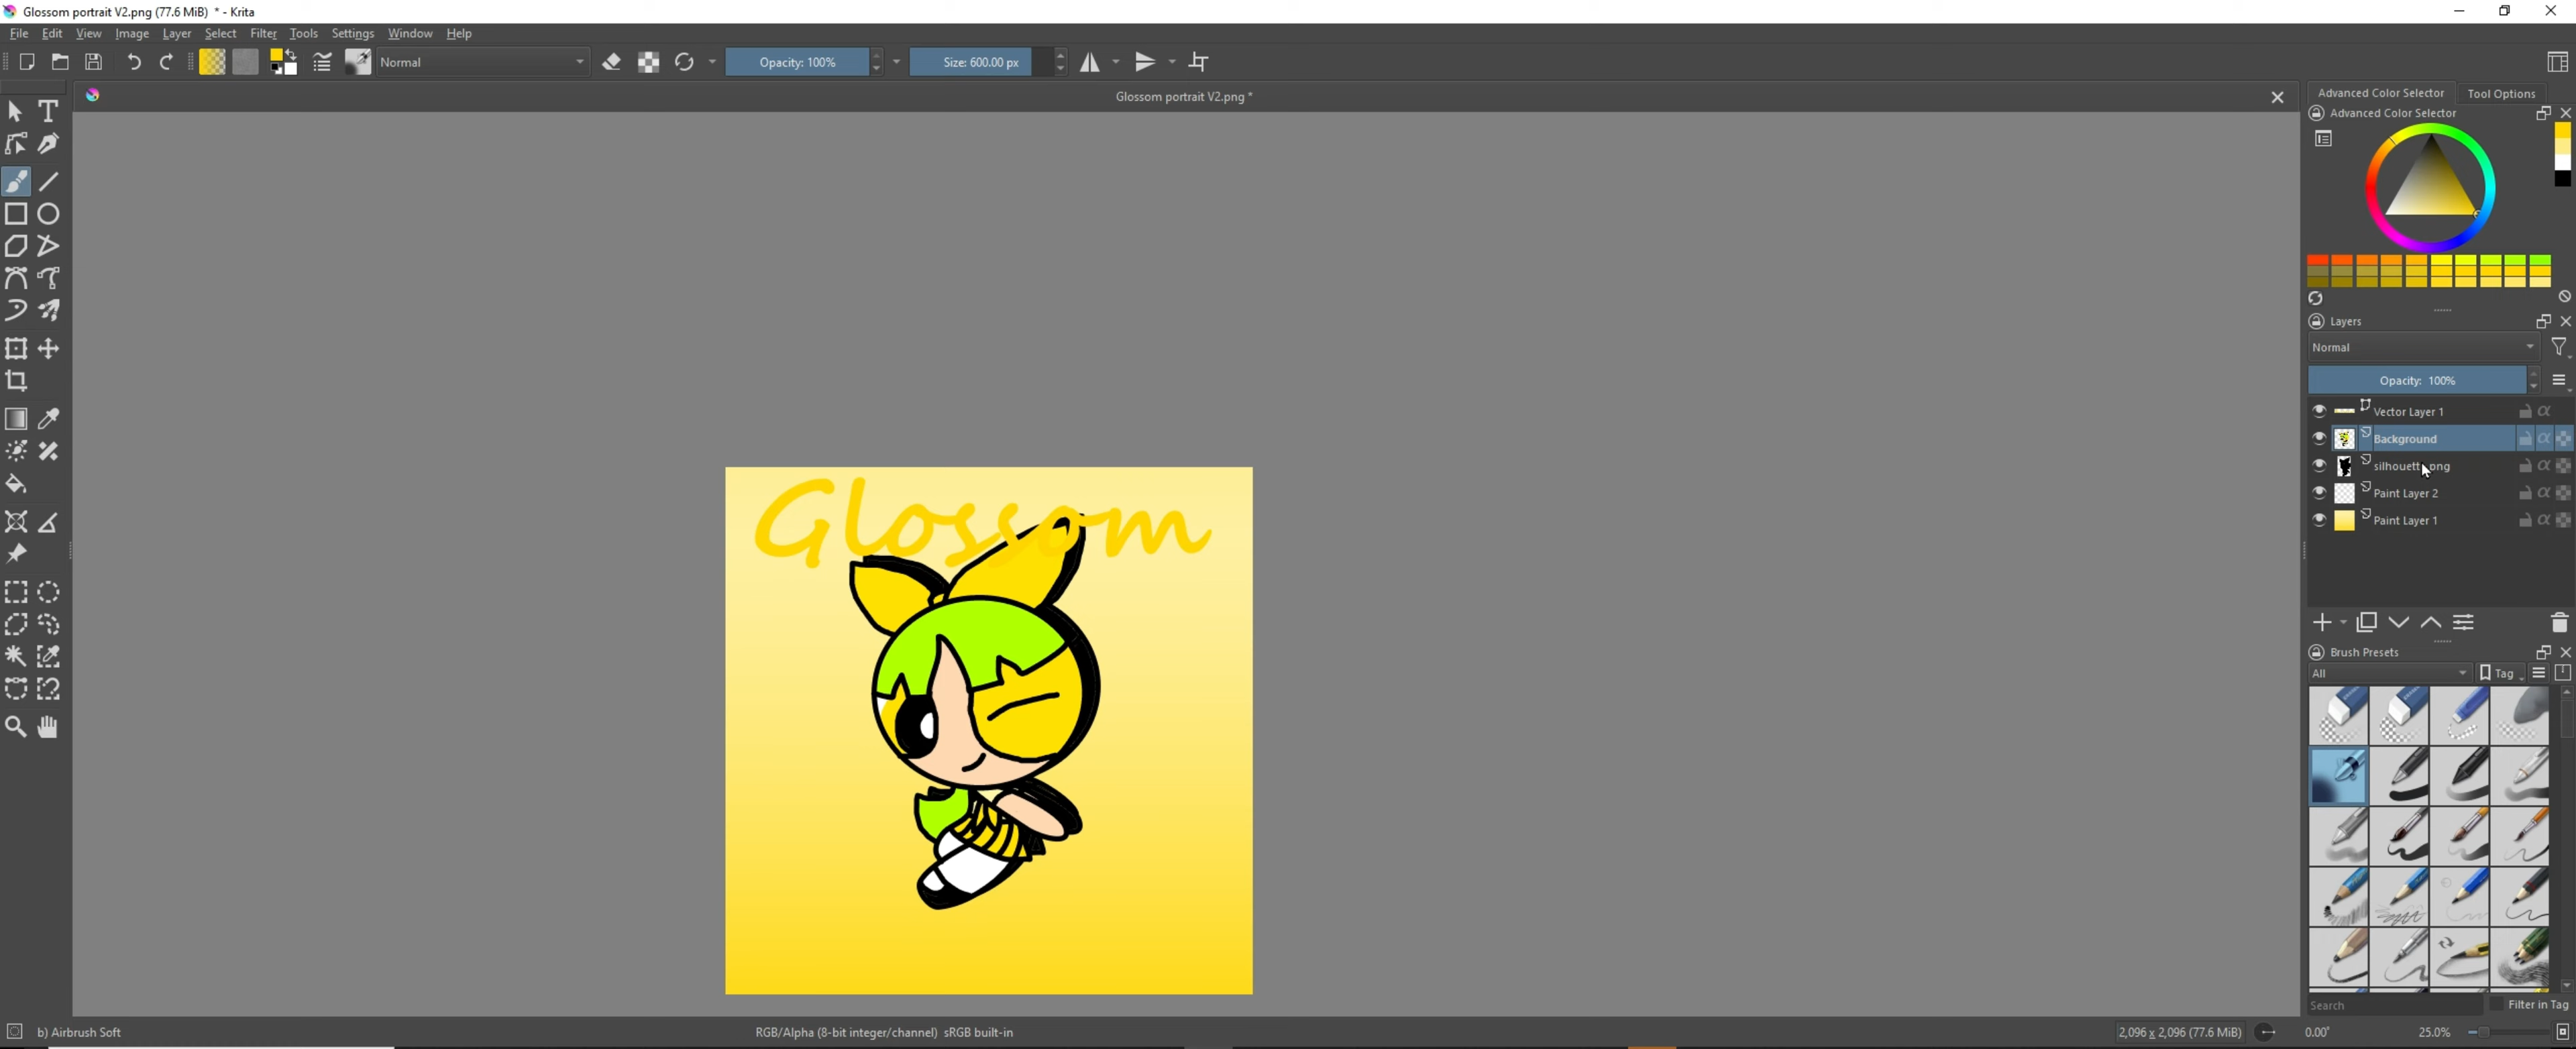 Glossom portrait V2.png (77.6 MiB) * - Krita
File Edit View Image Layer Select Filter Tools Settings Window Help
Normal Opacity: 100% Size: 600.00 px
Glossom portrait V2.png *
Advanced Color Selector Tool Options
Advanced Color Selector
Layers
Normal
Opacity: 100%
Vector Layer 1
Background
Paint Layer 2
Paint Layer 1
Glossom
Brush Presets
All Tag
Search Filter in Tag
b) Airbrush Soft RGB/Alpha (8-bit integer/channel) sRGB built-in 2,096 x 2,096 (77.6 MiB) 0.00° 25.0%